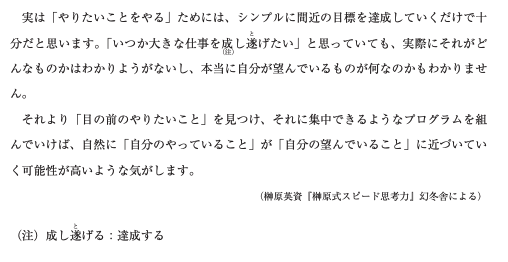 実は「やりたいことをやる」ためには、シンプルに間近の目標を達成していくだけで十
分だと思います。「いつか大きな仕事を成し遂げたい」と思っていても、実際にそれがど
と
(注)
んなものかはわかりようがないし、本当に自分が望んでいるものが何なのかもわかりませ
ん。
それより「目の前のやりたいこと」を見つけ、それに集中できるようなプログラムを組
んでいけば、自然に「自分のやっていること」が「自分の望んでいること」に近づいてい
く可能性が高いような気がします。
(榊原英資『榊原式スピード思考力』幻冬舎による)
と
(注)成し遂げる:達成する